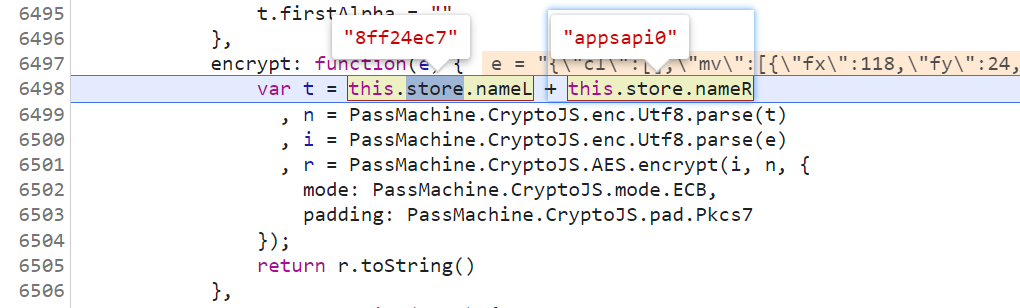 6495 t.firstAlpha = ""
6496 },
"8ff24ec7" "appsapi0"
6497 encrypt: function(e) { e = "{\"cl\":[],\"mv\":[{\"fx\":118,\"fy\":24,
6498 var t = this.store.nameL + this.store.nameR
6499 , n = PassMachine.CryptoJS.enc.Utf8.parse(t)
6500 , i = PassMachine.CryptoJS.enc.Utf8.parse(e)
6501 , r = PassMachine.CryptoJS.AES.encrypt(i, n, {
6502 mode: PassMachine.CryptoJS.mode.ECB,
6503 padding: PassMachine.CryptoJS.pad.Pkcs7
6504 });
6505 return r.toString()
6506 },